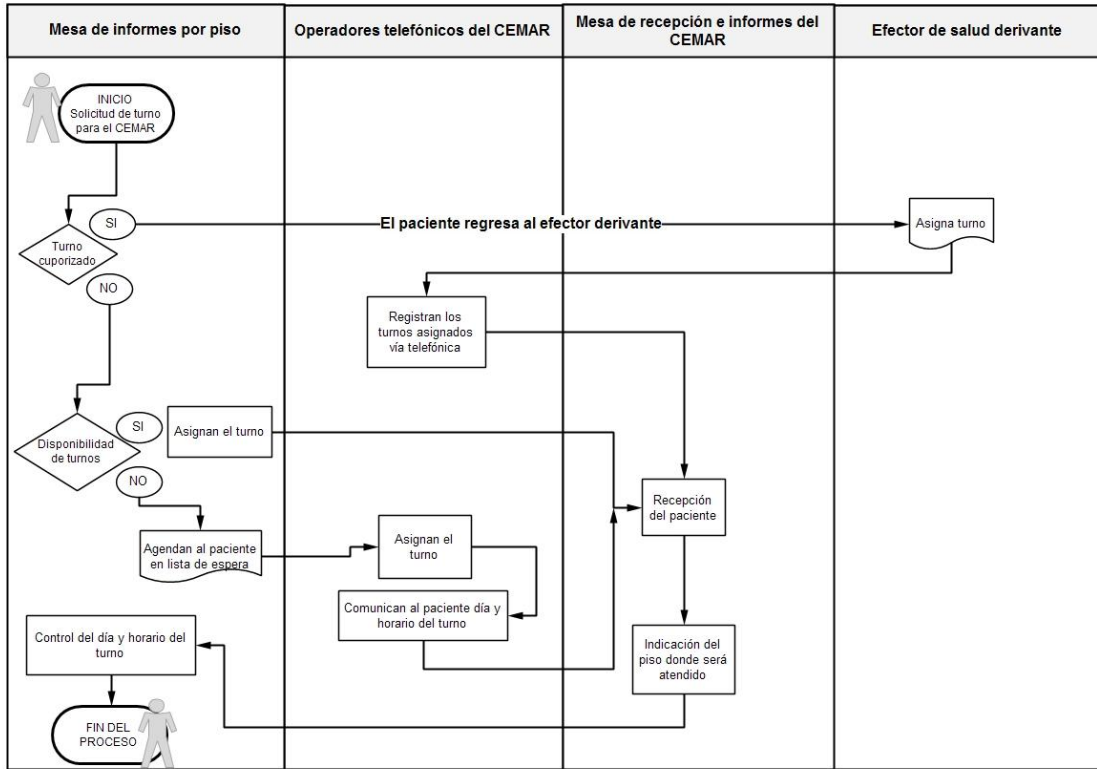 Mesa de informes por piso
Operadores telefónicos del CEMAR
Mesa de recepción e informes del
CEMAR
Efector de salud derivante
INICIO
Solicitud de turno
para el CEMAR
SI
El paciente regresa al efector derivante
Asigna turno
Turno
cuporizado
NO
Registran los
turnos asignados
vía telefónica
SI
Asignan el turno
Disponibilidad
de turnos
NO
Recepción
del paciente
Agendan al paciente
en lista de espera
Asignan el
turno
Comunican al paciente día y
horario del turno
Control del día y horario del
turno
Indicación del
piso donde será
atendido
FIN DEL
PROCESO